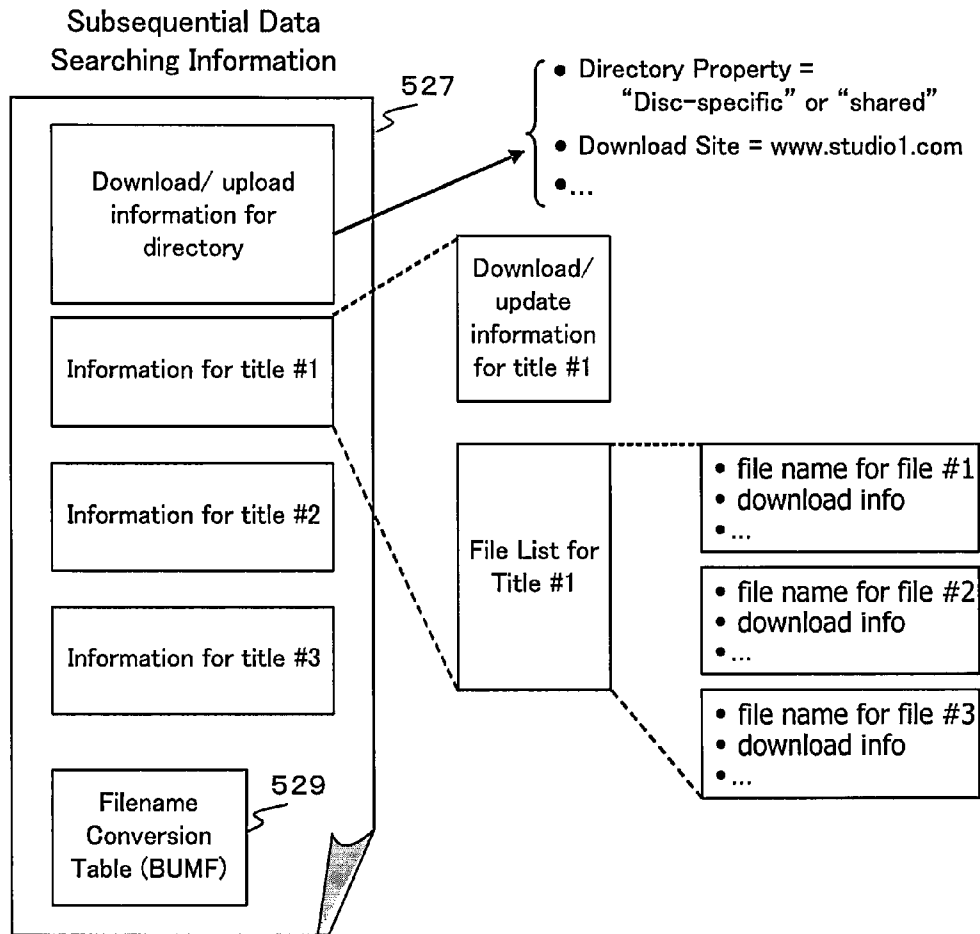 Subsequential Data
Searching Information
527
Download/ upload
information for
directory
• Directory Property =
"Disc-specific" or "shared"
• Download Site = www.studio1.com
•...
Information for title #1
Download/
update
information
for title #1
Information for title #2
Information for title #3
File List for
Title #1
• file name for file #1
• download info
• ...
• file name for file #2
• download info
• ...
• file name for file #3
• download info
• ...
529
Filename
Conversion
Table (BUMF)